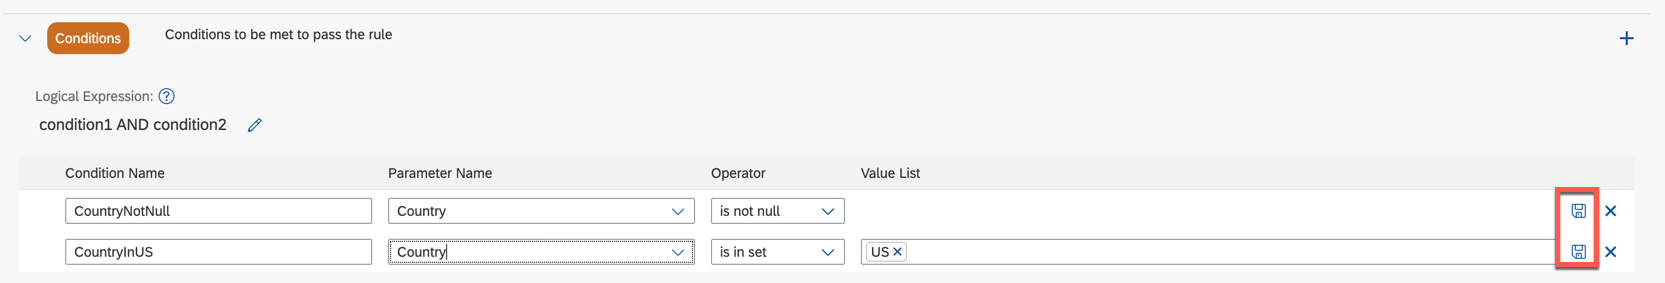 Conditions
Conditions to be met to pass the rule
Logical Expression: ?
condition1 AND condition2
Condition Name Parameter Name Operator Value List
CountryNotNull Country is not null
CountryInUS Country is in set US